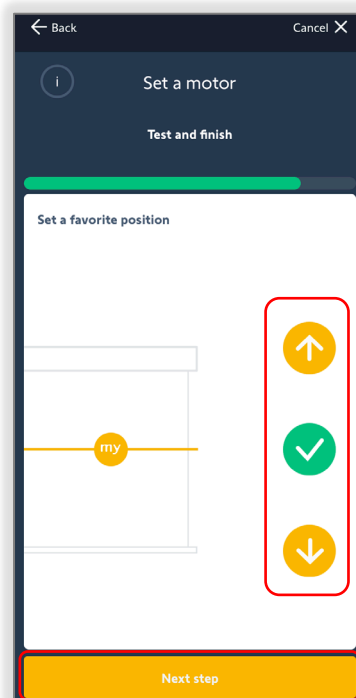 Back
Cancel
i
Set a motor
Test and finish
Set a favorite position
my
Next step